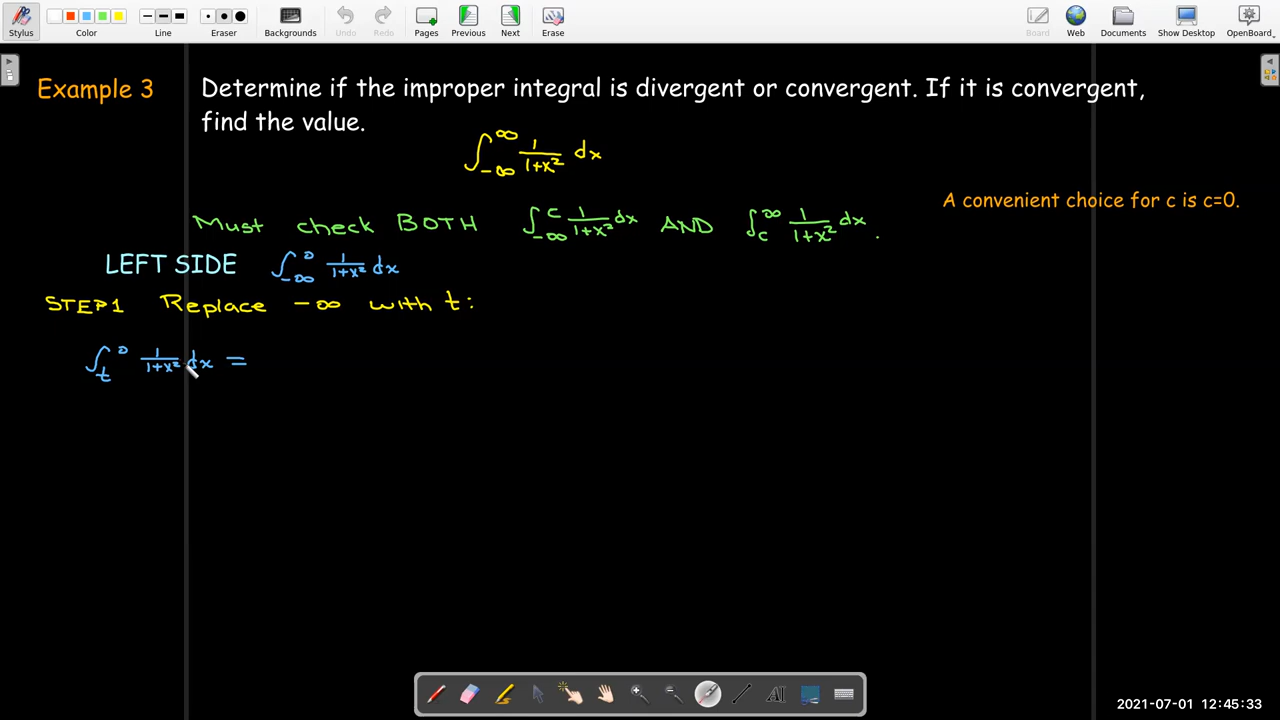 Stylus Color Line Eraser Backgrounds Undo Redo Pages Previous Next Erase Board Web Documents Show Desktop OpenBoard
Example 3 Determine if the improper integral is divergent or convergent. If it is convergent,
find the value.
∫_{-∞}^{∞} 1/(1+x²) dx
A convenient choice for c is c=0.
Must check BOTH ∫_{-∞}^{c} 1/(1+x²) dx AND ∫_{c}^{∞} 1/(1+x²) dx.
LEFT SIDE ∫_{-∞}^{0} 1/(1+x²) dx
STEP1 Replace -∞ with t:
∫_{t}^{0} 1/(1+x²) dx =
AI
2021-07-01 12:45:33